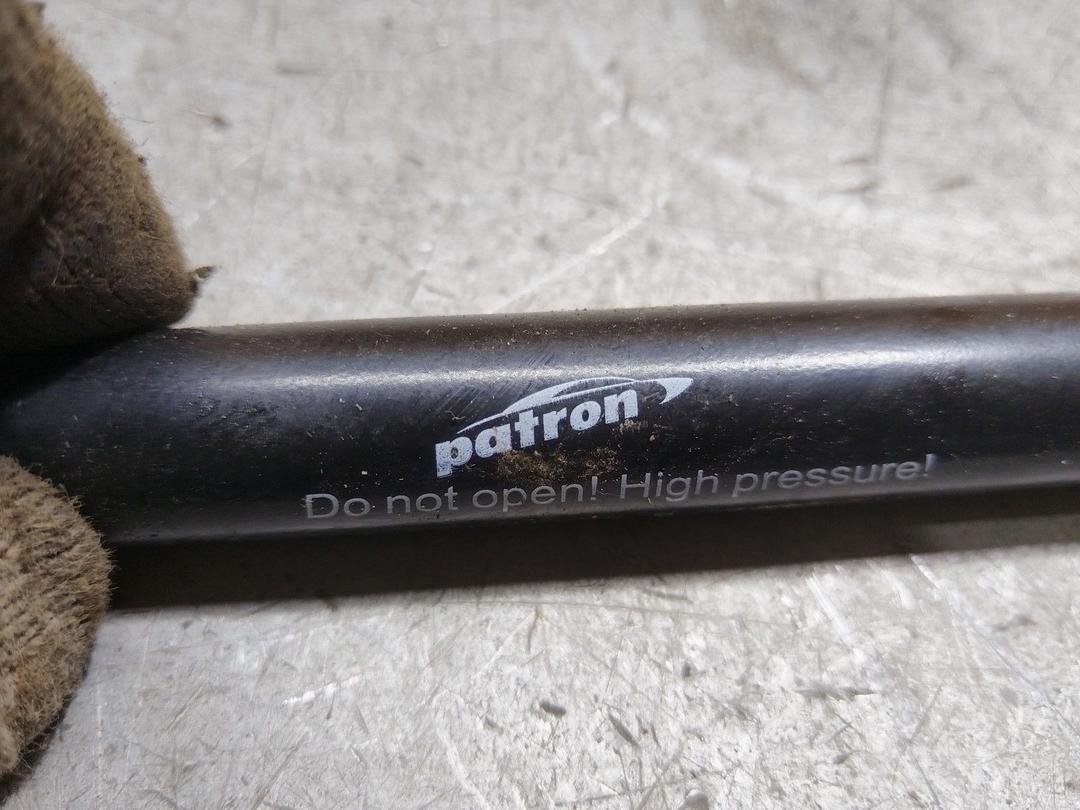 patron
Do not open! High pressure!